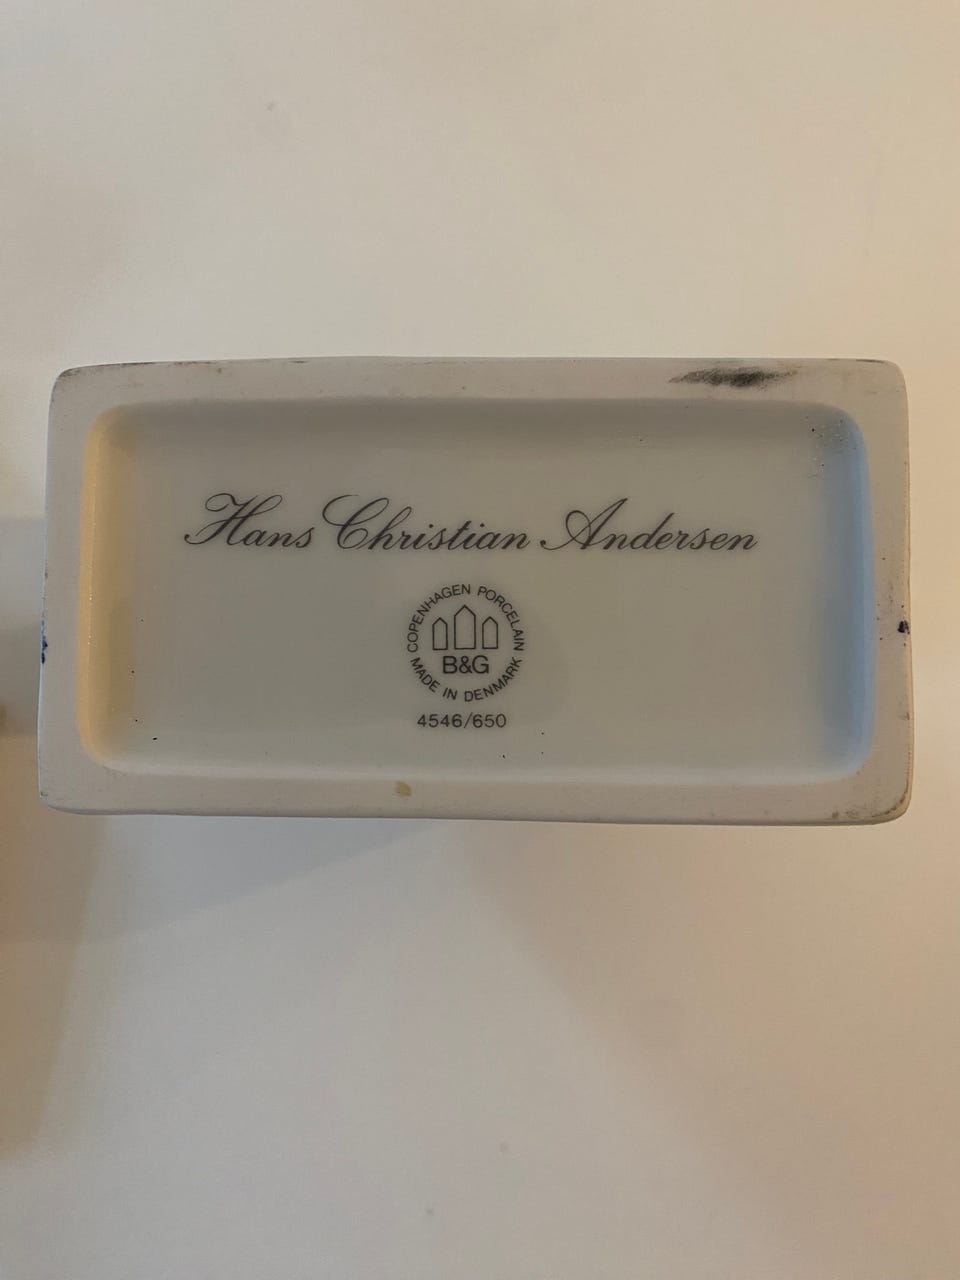 Hans Christian Andersen
COPENHAGEN PORCELAIN
B&G
MADE IN DENMARK
4546/650